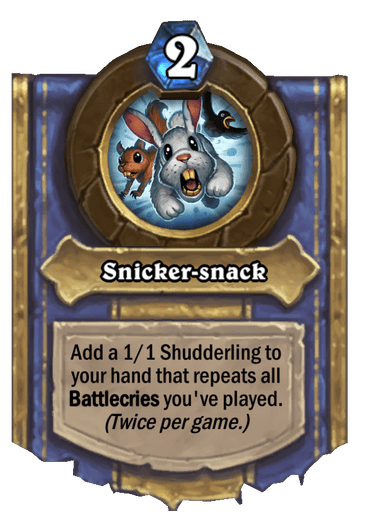 2
Snicker-snack
Add a 1/1 Shudderling to
your hand that repeats all
Battlecries you've played.
(Twice per game.)